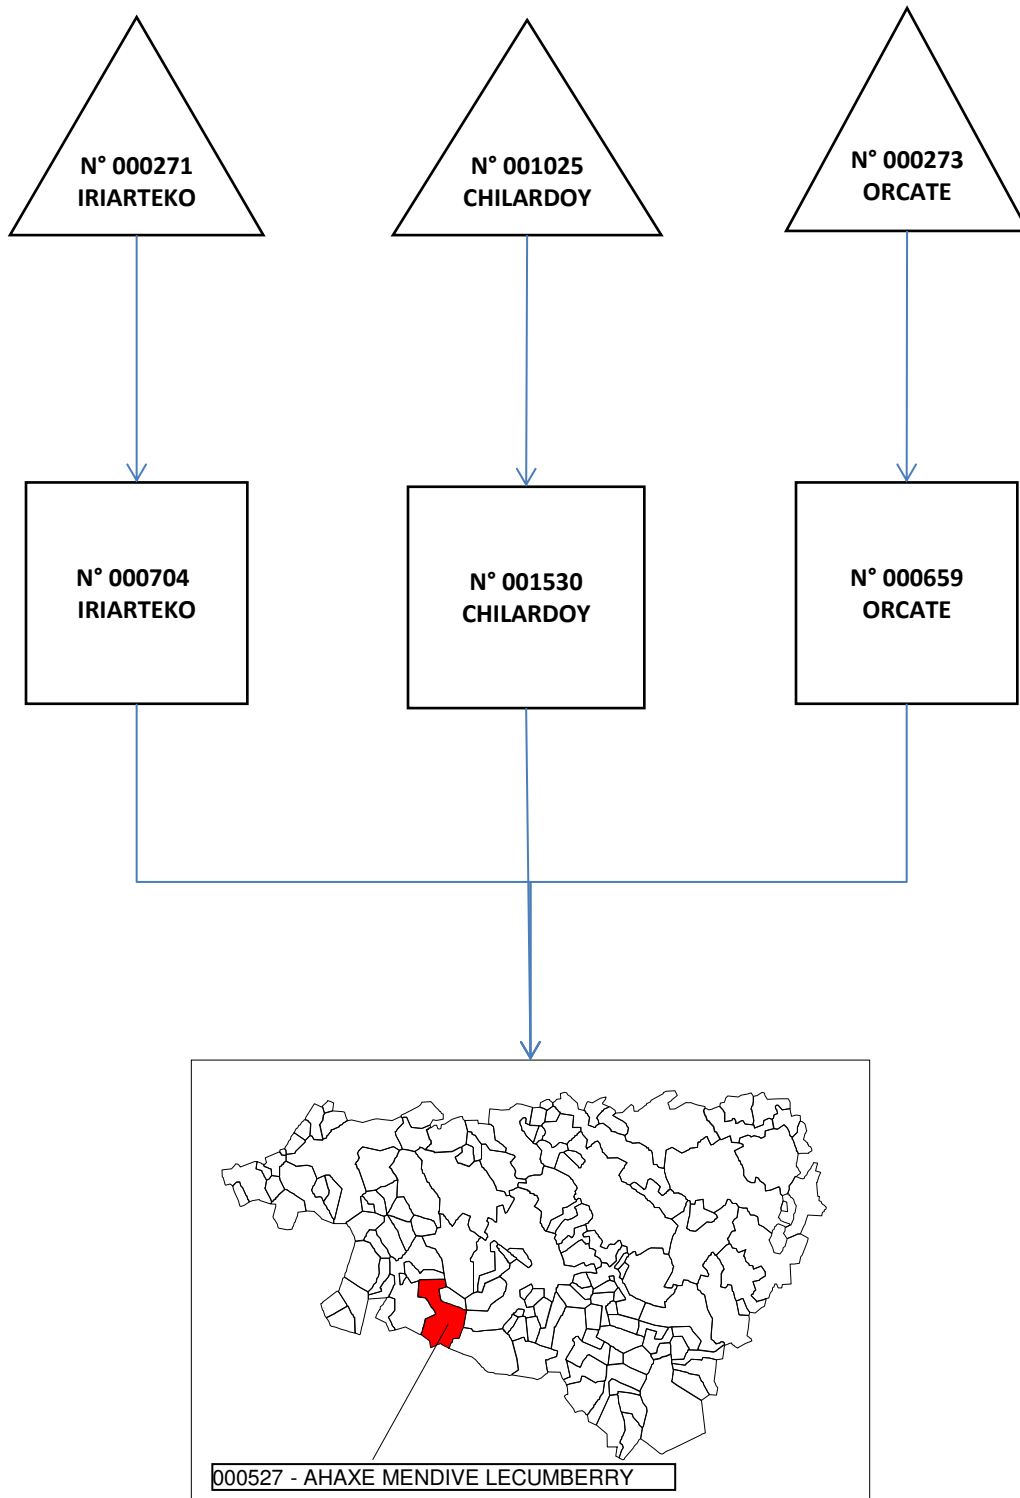 N° 000271
IRIARTEKO
N° 001025
CHILARDOY
N° 000273
ORCATE
N° 000704
IRIARTEKO
N° 001530
CHILARDOY
N° 000659
ORCATE
000527 - AHAXE MENDIVE LECUMBERRY